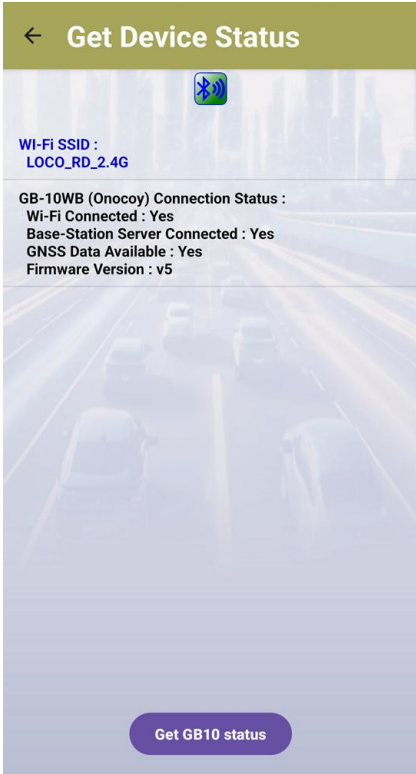 Get Device Status
WI-Fi SSID :
LOCO_RD_2.4G
GB-10WB (Onocoy) Connection Status :
Wi-Fi Connected : Yes
Base-Station Server Connected : Yes
GNSS Data Available : Yes
Firmware Version : v5
Get GB10 status